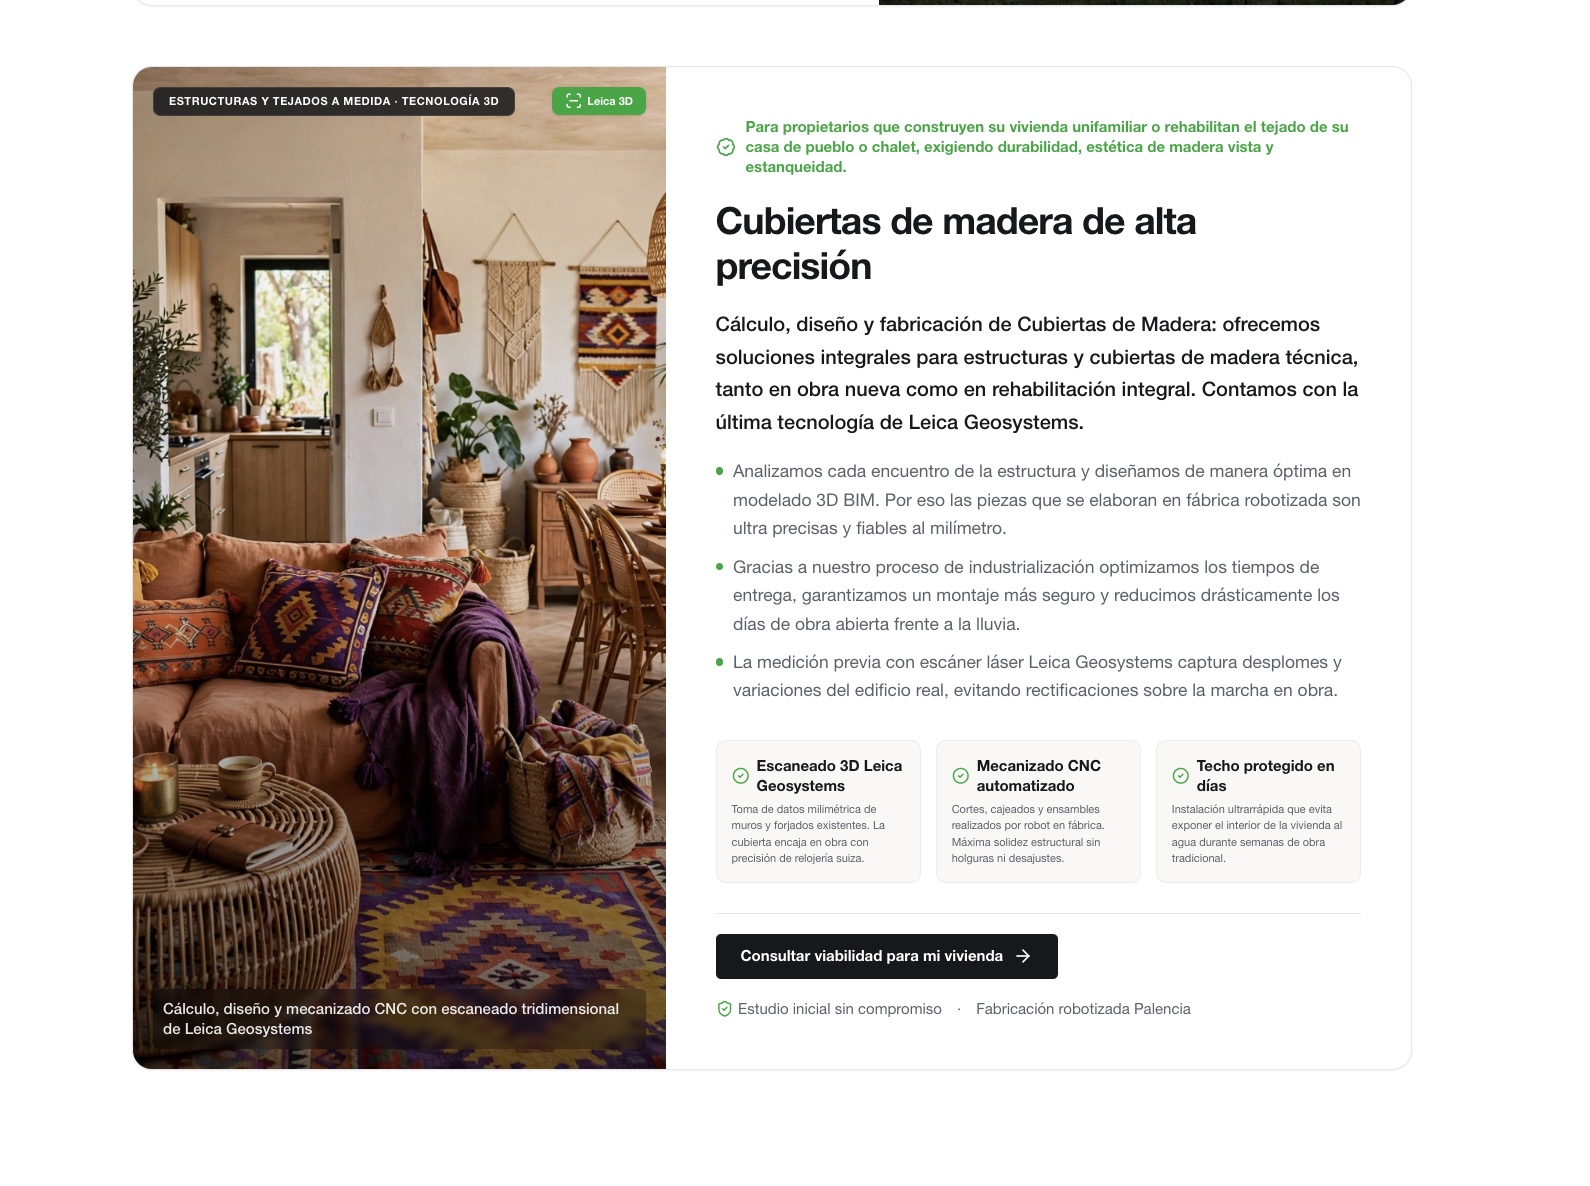 ESTRUCTURAS Y TEJADOS A MEDIDA · TECNOLOGÍA 3D
Leica 3D
Cálculo, diseño y mecanizado CNC con escaneado tridimensional
de Leica Geosystems
Para propietarios que construyen su vivienda unifamiliar o rehabilitan el tejado de su
casa de pueblo o chalet, exigiendo durabilidad, estética de madera vista y
estanqueidad.
Cubiertas de madera de alta
precisión
Cálculo, diseño y fabricación de Cubiertas de Madera: ofrecemos
soluciones integrales para estructuras y cubiertas de madera técnica,
tanto en obra nueva como en rehabilitación integral. Contamos con la
última tecnología de Leica Geosystems.
Analizamos cada encuentro de la estructura y diseñamos de manera óptima en
modelado 3D BIM. Por eso las piezas que se elaboran en fábrica robotizada son
ultra precisas y fiables al milímetro.
Gracias a nuestro proceso de industrialización optimizamos los tiempos de
entrega, garantizamos un montaje más seguro y reducimos drásticamente los
días de obra abierta frente a la lluvia.
La medición previa con escáner láser Leica Geosystems captura desplomes y
variaciones del edificio real, evitando rectificaciones sobre la marcha en obra.
Escaneado 3D Leica
Geosystems
Toma de datos milimétrica de
muros y forjados existentes. La
cubierta encaja en obra con
precisión de relojería suiza.
Mecanizado CNC
automatizado
Cortes, cajeados y ensambles
realizados por robot en fábrica.
Máxima solidez estructural sin
holguras ni desajustes.
Techo protegido en
días
Instalación ultrarrápida que evita
exponer el interior de la vivienda al
agua durante semanas de obra
tradicional.
Consultar viabilidad para mi vivienda
Estudio inicial sin compromiso · Fabricación robotizada Palencia